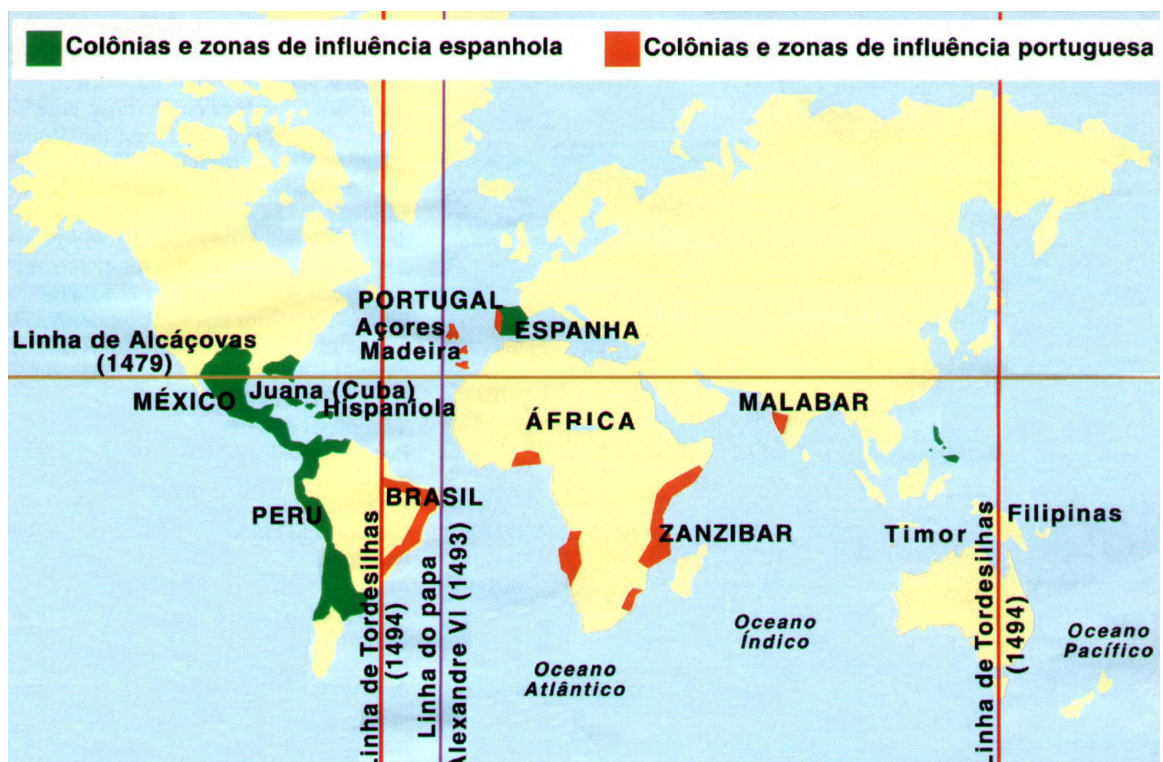 Colônias e zonas de influência espanhola
Colônias e zonas de influência portuguesa
PORTUGAL
Açores
ESPANHA
Madeira
Linha de Alcáçovas
(1479)
Juana (Cuba)
MÉXICO
Hispaniola
MALABAR
ÁFRICA
BRASIL
PERU
ZANZIBAR
Timor
Filipinas
Linha de Tordesilhas
(1494)
Linha do papa
Alexandre VI (1493)
Linha de Tordesilhas
(1494)
Oceano
Índico
Oceano
Pacífico
Oceano
Atlântico